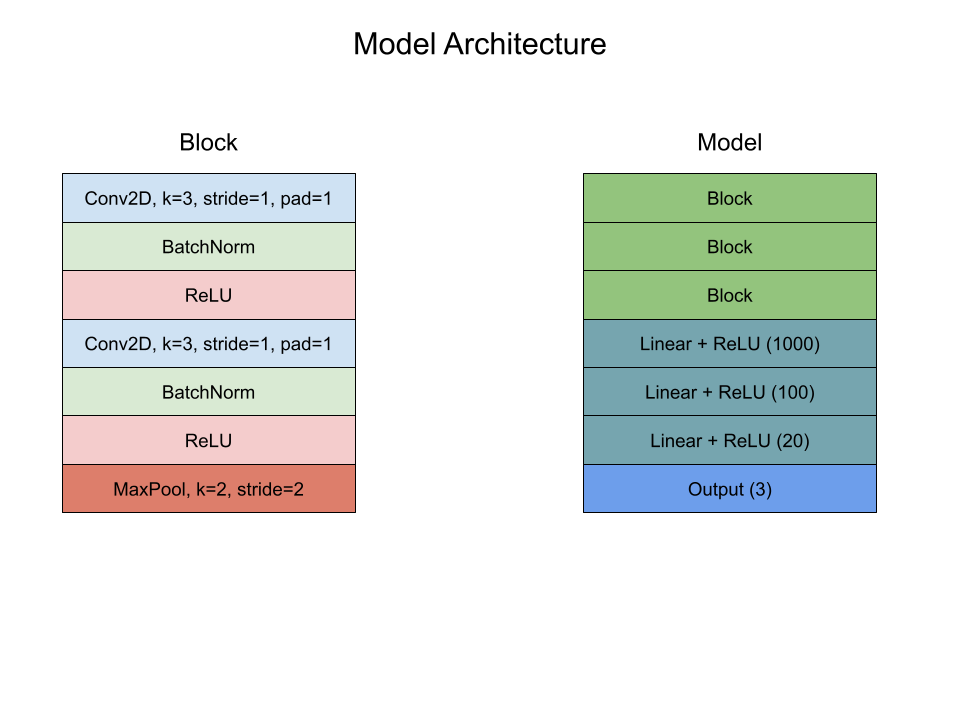 Model Architecture
Block
Conv2D, k=3, stride=1, pad=1
BatchNorm
ReLU
Conv2D, k=3, stride=1, pad=1
BatchNorm
ReLU
MaxPool, k=2, stride=2
Model
Block
Block
Block
Linear + ReLU (1000)
Linear + ReLU (100)
Linear + ReLU (20)
Output (3)